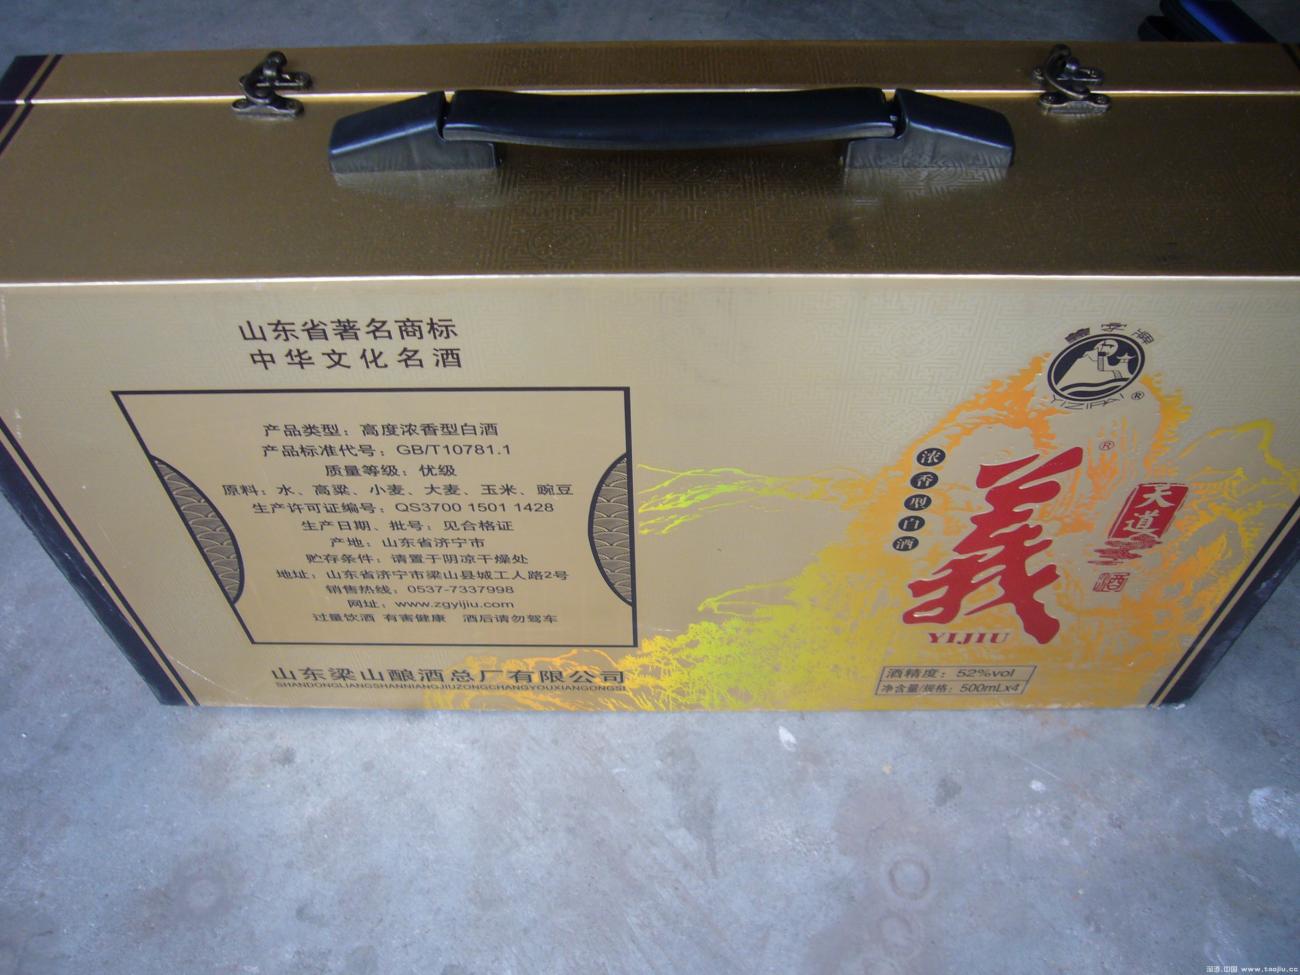 山东省著名商标
中华文化名酒
产品类型：高度浓香型白酒
产品标准代号：GB/T10781.1
质量等级：优级
原料：水、高粱、小麦、大麦、玉米、豌豆
生产许可证编号：QS3700 1501 1428
生产日期、批号：见合格证
产地：山东省济宁市
贮存条件：请置于阴凉干燥处
地址：山东省济宁市梁山县城工人路2号
销售热线：0537-7337998
网址：www.zgyijiu.com
过量饮酒 有害健康 酒后请勿驾车
山东梁山酿酒总厂有限公司
SHANDONGLIANGSHANNIANGJIUZONGCHANGYOUXIANGONGSI
義字牌
YIZIPAI ®
浓香型白酒
義 ®
YIJIU
天道
酒
酒精度：52%vol
净含量/规格：500mLx4
www.taojiu.cc